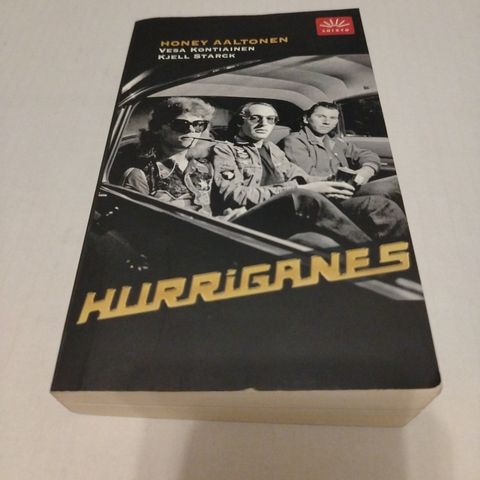 HONEY AALTONEN
VESA KONTIAINEN
KJELL STARCK
HURRiGANES